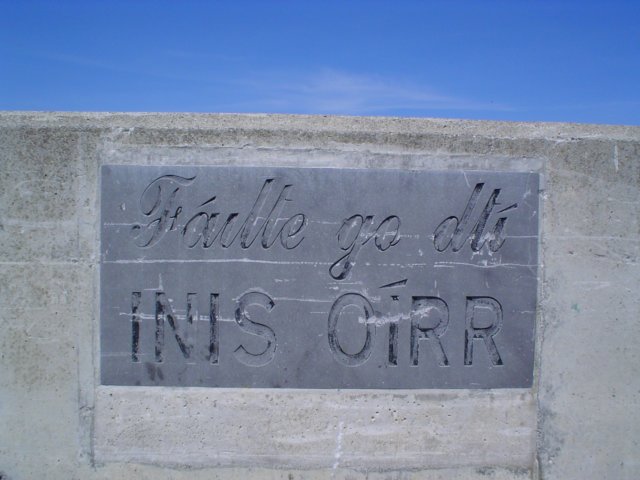 Fáilte go dtí
INIS OÍRR